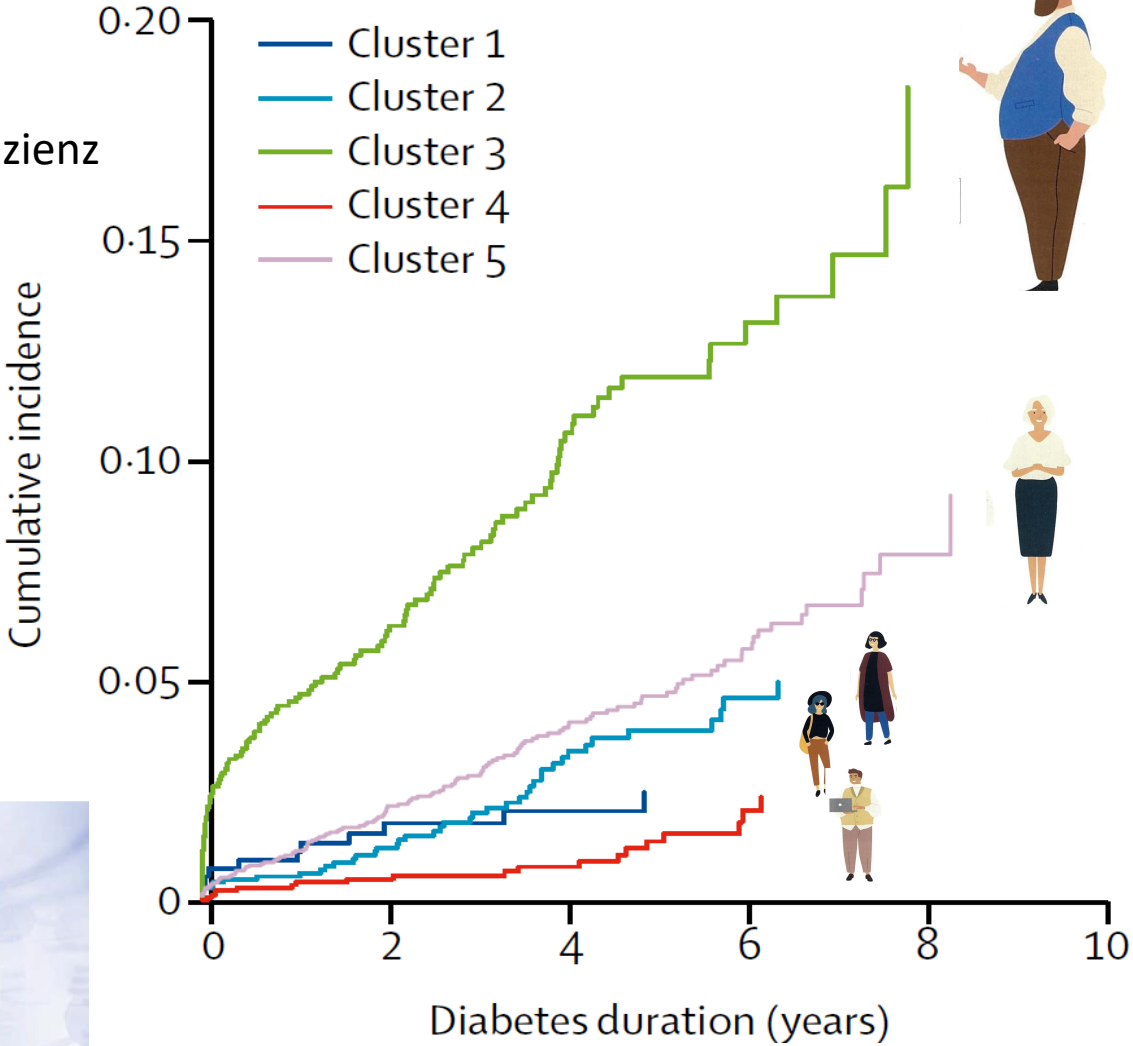 zienz
0·20
0·15
0·10
0·05
0
Cumulative incidence
Cluster 1
Cluster 2
Cluster 3
Cluster 4
Cluster 5
0 2 4 6 8 10
Diabetes duration (years)